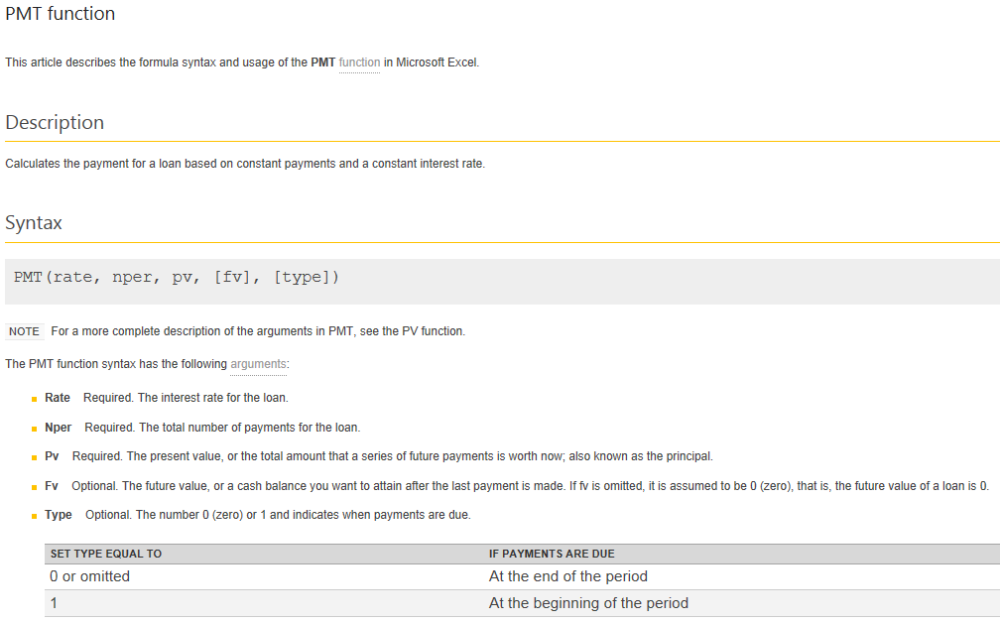 PMT function
This article describes the formula syntax and usage of the PMT function in Microsoft Excel.
Description
Calculates the payment for a loan based on constant payments and a constant interest rate.
Syntax
PMT(rate, nper, pv, [fv], [type])
NOTE For a more complete description of the arguments in PMT, see the PV function.
The PMT function syntax has the following arguments:
Rate Required. The interest rate for the loan.
Nper Required. The total number of payments for the loan.
Pv Required. The present value, or the total amount that a series of future payments is worth now; also known as the principal.
Fv Optional. The future value, or a cash balance you want to attain after the last payment is made. If fv is omitted, it is assumed to be 0 (zero), that is, the future value of a loan is 0.
Type Optional. The number 0 (zero) or 1 and indicates when payments are due.
SET TYPE EQUAL TO IF PAYMENTS ARE DUE
0 or omitted At the end of the period
1 At the beginning of the period